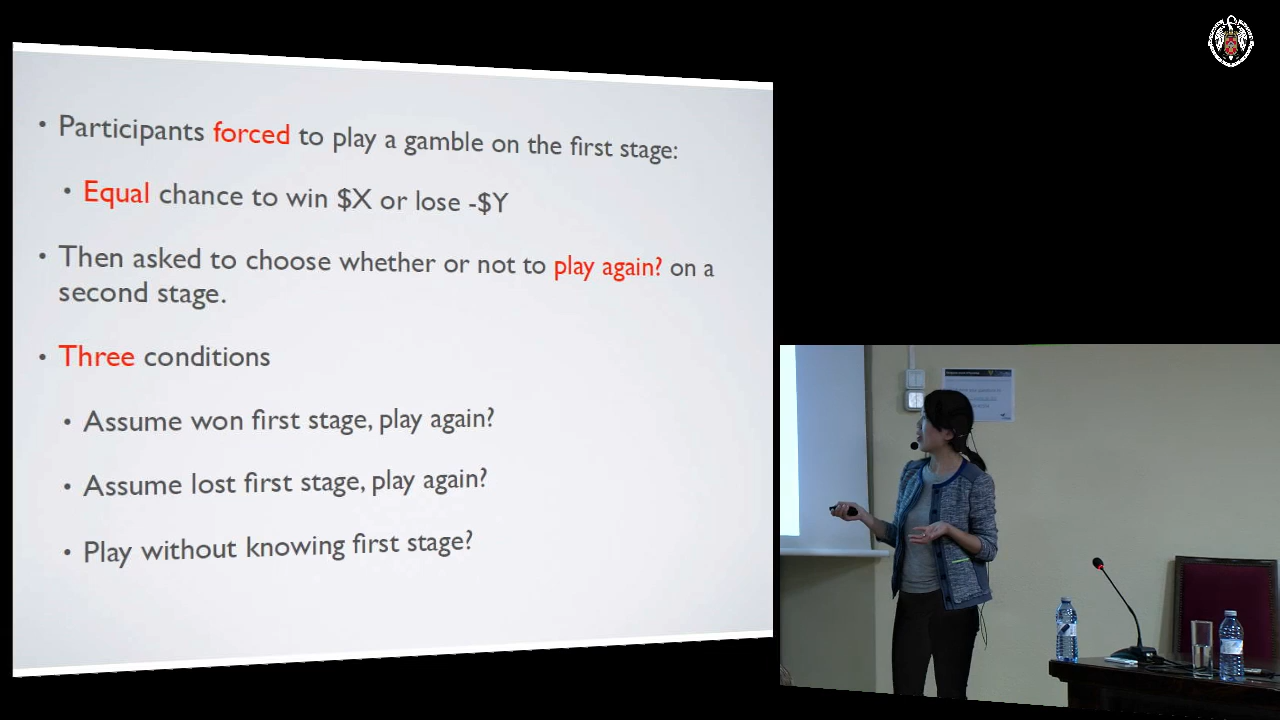 • Participants forced to play a gamble on the first stage:
• Equal chance to win $X or lose -$Y
• Then asked to choose whether or not to play again? on a
second stage.
• Three conditions
• Assume won first stage, play again?
• Assume lost first stage, play again?
• Play without knowing first stage?